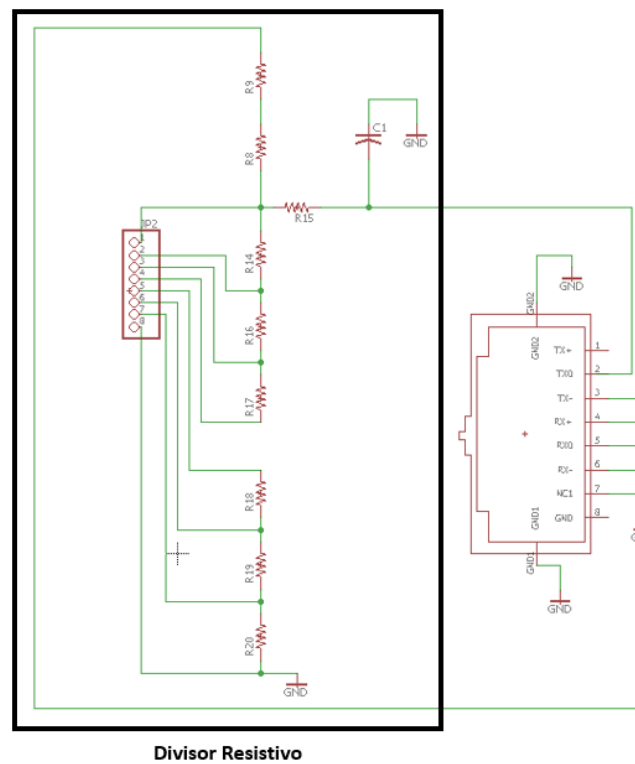 R9
R8
C1
GND
R15
JP2
1
2
3
4
5
6
7
8
R14
R16
R17
R18
R19
R20
GND
GND
GND2
GND2
TX+ 1
TX0 2
TX- 3
RX+ 4
RX0 5
RX- 6
NC1 7
GND 8
GND1
GND1
GND
Divisor Resistivo